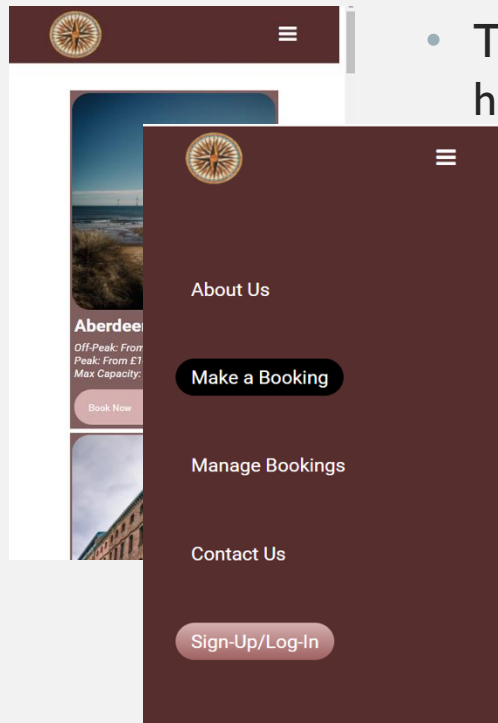 Aberdee
Off-Peak: From
Peak: From £1
Max Capacity:
Book Now
About Us
Make a Booking
Manage Bookings
Contact Us
Sign-Up/Log-In